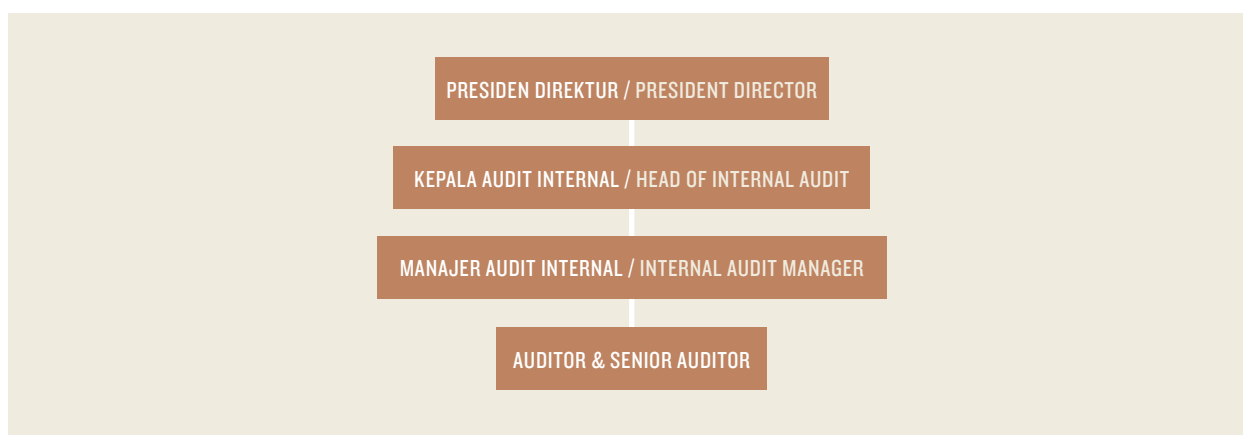 PRESIDEN DIREKTUR / PRESIDENT DIRECTOR
KEPALA AUDIT INTERNAL / HEAD OF INTERNAL AUDIT
MANAJER AUDIT INTERNAL / INTERNAL AUDIT MANAGER
AUDITOR & SENIOR AUDITOR